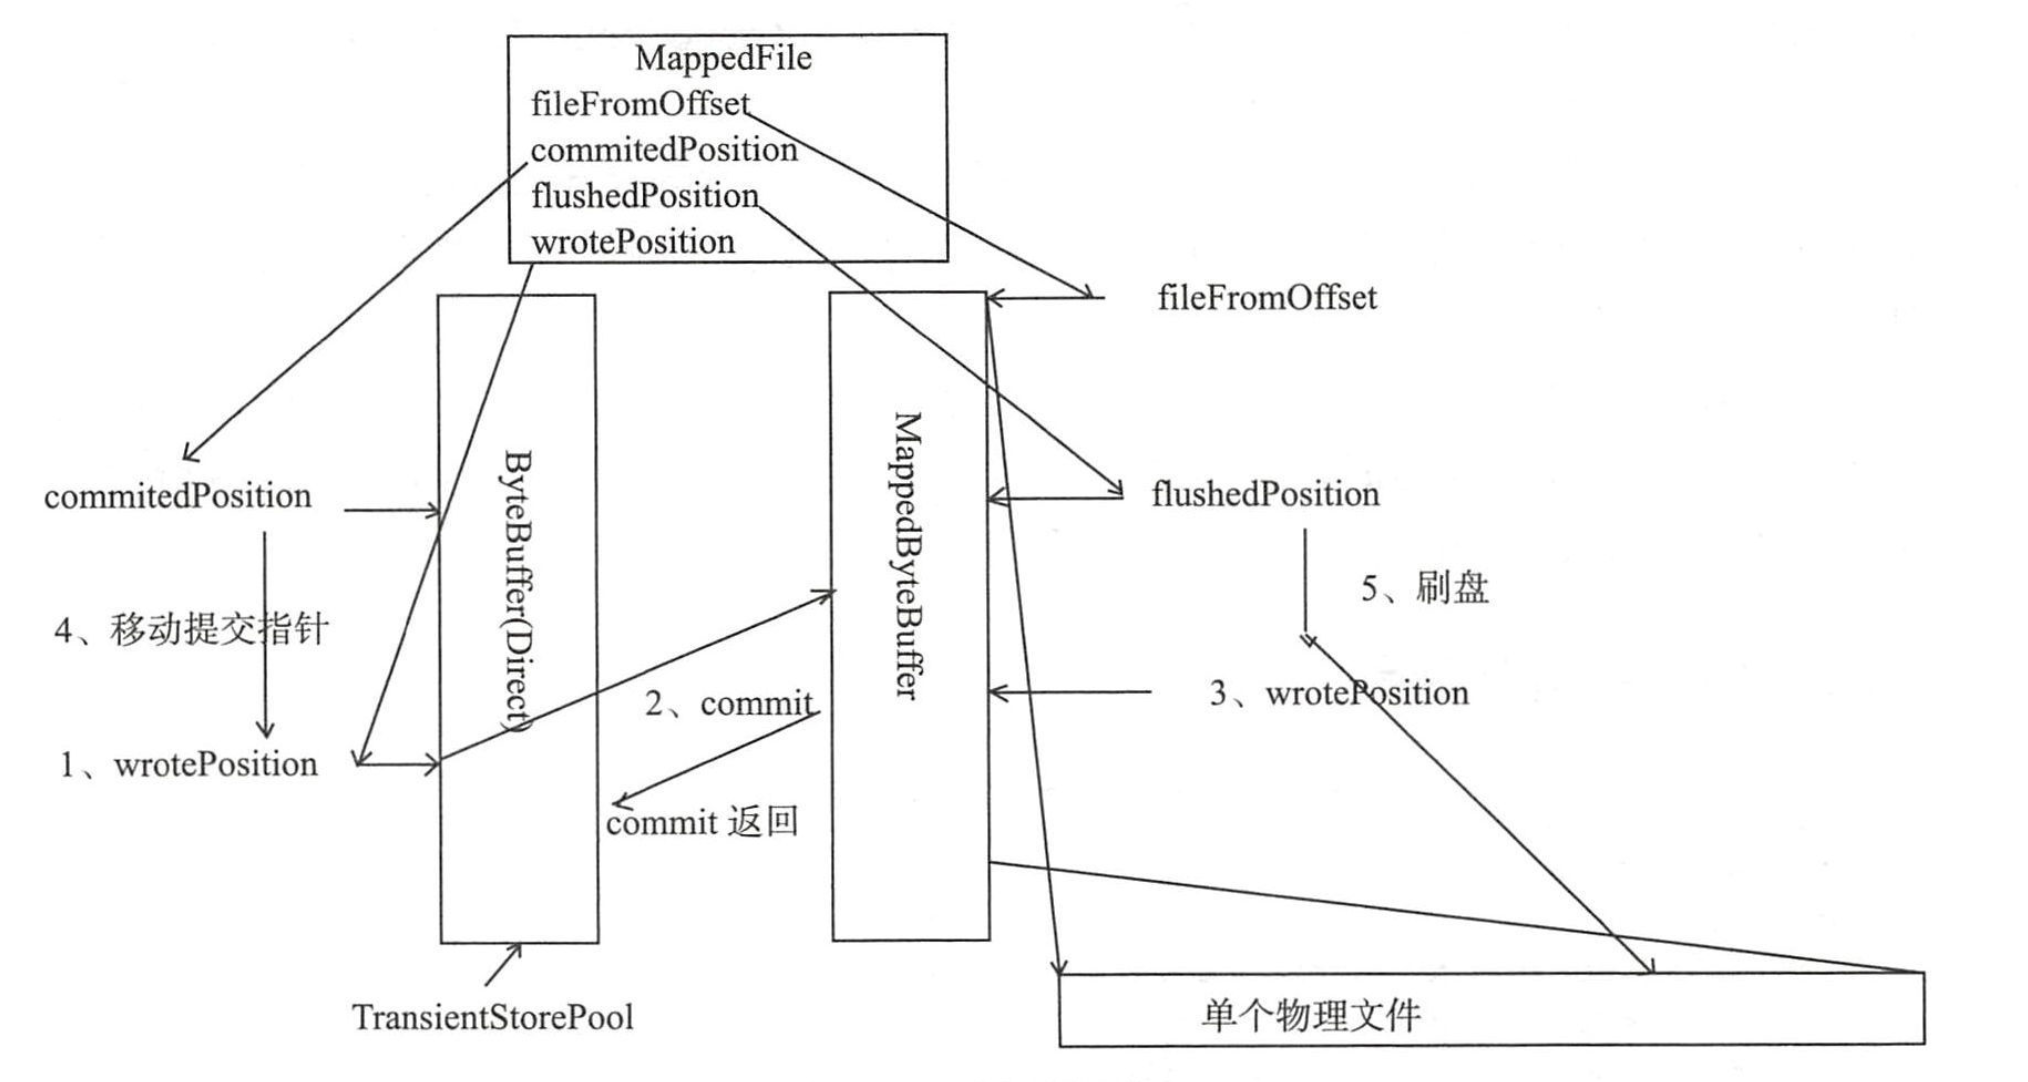 MappedFile
fileFromOffset
commitedPosition
flushedPosition
wrotePosition
fileFromOffset
commitedPosition
flushedPosition
ByteBuffer(Direct)
MappedByteBuffer
5、刷盘
4、移动提交指针
2、commit
3、wrotePosition
1、wrotePosition
commit 返回
TransientStorePool
单个物理文件